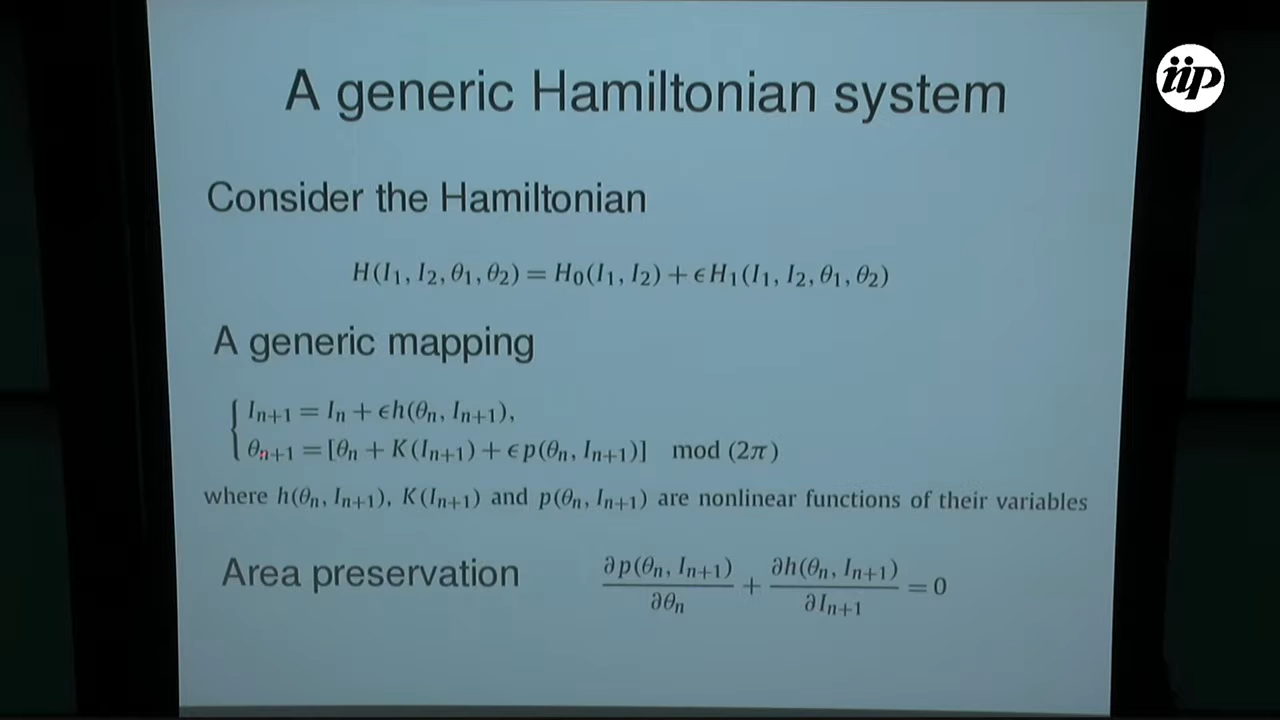 iip
A generic Hamiltonian system
Consider the Hamiltonian
H(I₁, I₂, θ₁, θ₂) = H₀(I₁, I₂) + ϵH₁(I₁, I₂, θ₁, θ₂)
A generic mapping
{ Iₙ₊₁ = Iₙ + ϵh(θₙ, Iₙ₊₁),
θₙ₊₁ = [θₙ + K(Iₙ₊₁) + ϵp(θₙ, Iₙ₊₁)] mod (2π)
where h(θₙ, Iₙ₊₁), K(Iₙ₊₁) and p(θₙ, Iₙ₊₁) are nonlinear functions of their variables
Area preservation ∂p(θₙ, Iₙ₊₁)/∂θₙ + ∂h(θₙ, Iₙ₊₁)/∂Iₙ₊₁ = 0